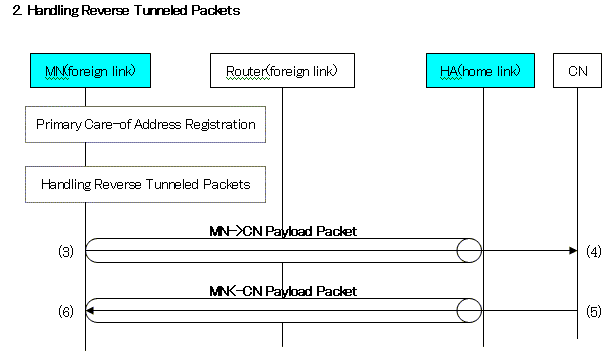 2. Handling Reverse Tunneled Packets
MN(foreign link)
Router(foreign link)
HA(home link)
CN
Primary Care-of Address Registration
Handling Reverse Tunneled Packets
MN->CN Payload Packet
(3)
(4)
MN<-CN Payload Packet
(6)
(5)